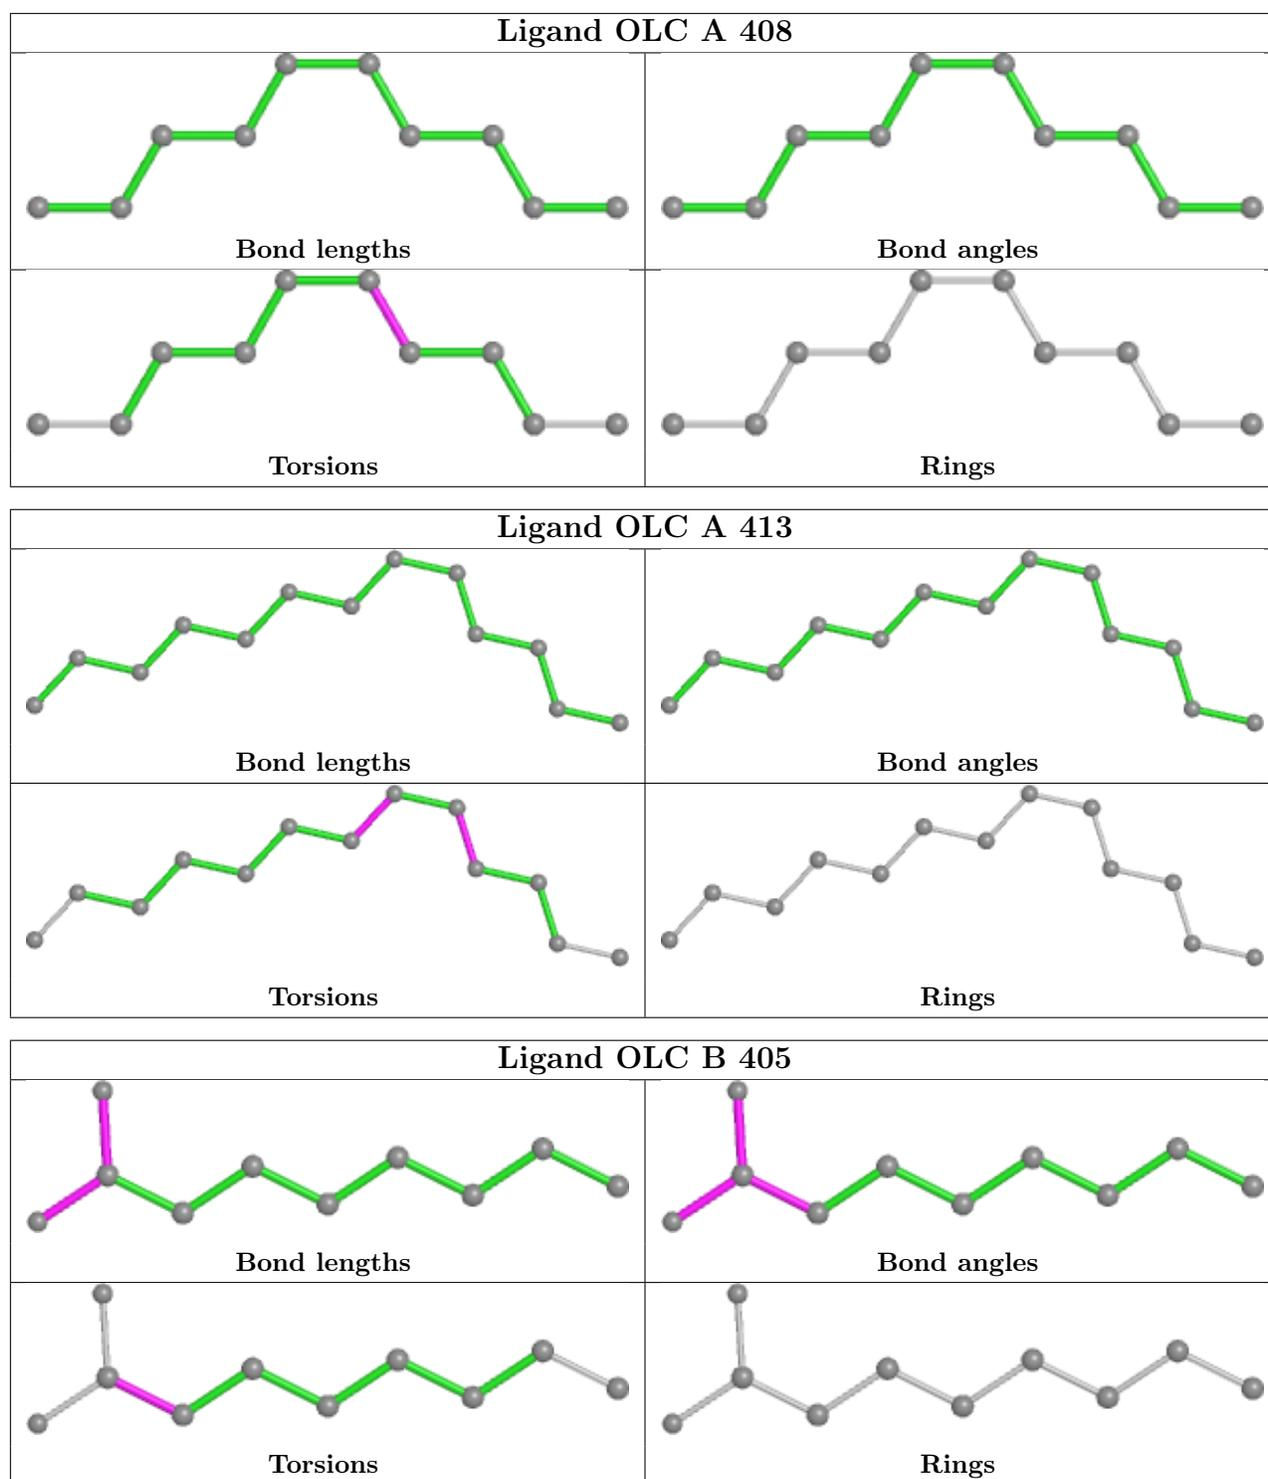 Ligand OLC A 408
Bond lengths
Bond angles
Torsions
Rings
Ligand OLC A 413
Bond lengths
Bond angles
Torsions
Rings
Ligand OLC B 405
Bond lengths
Bond angles
Torsions
Rings